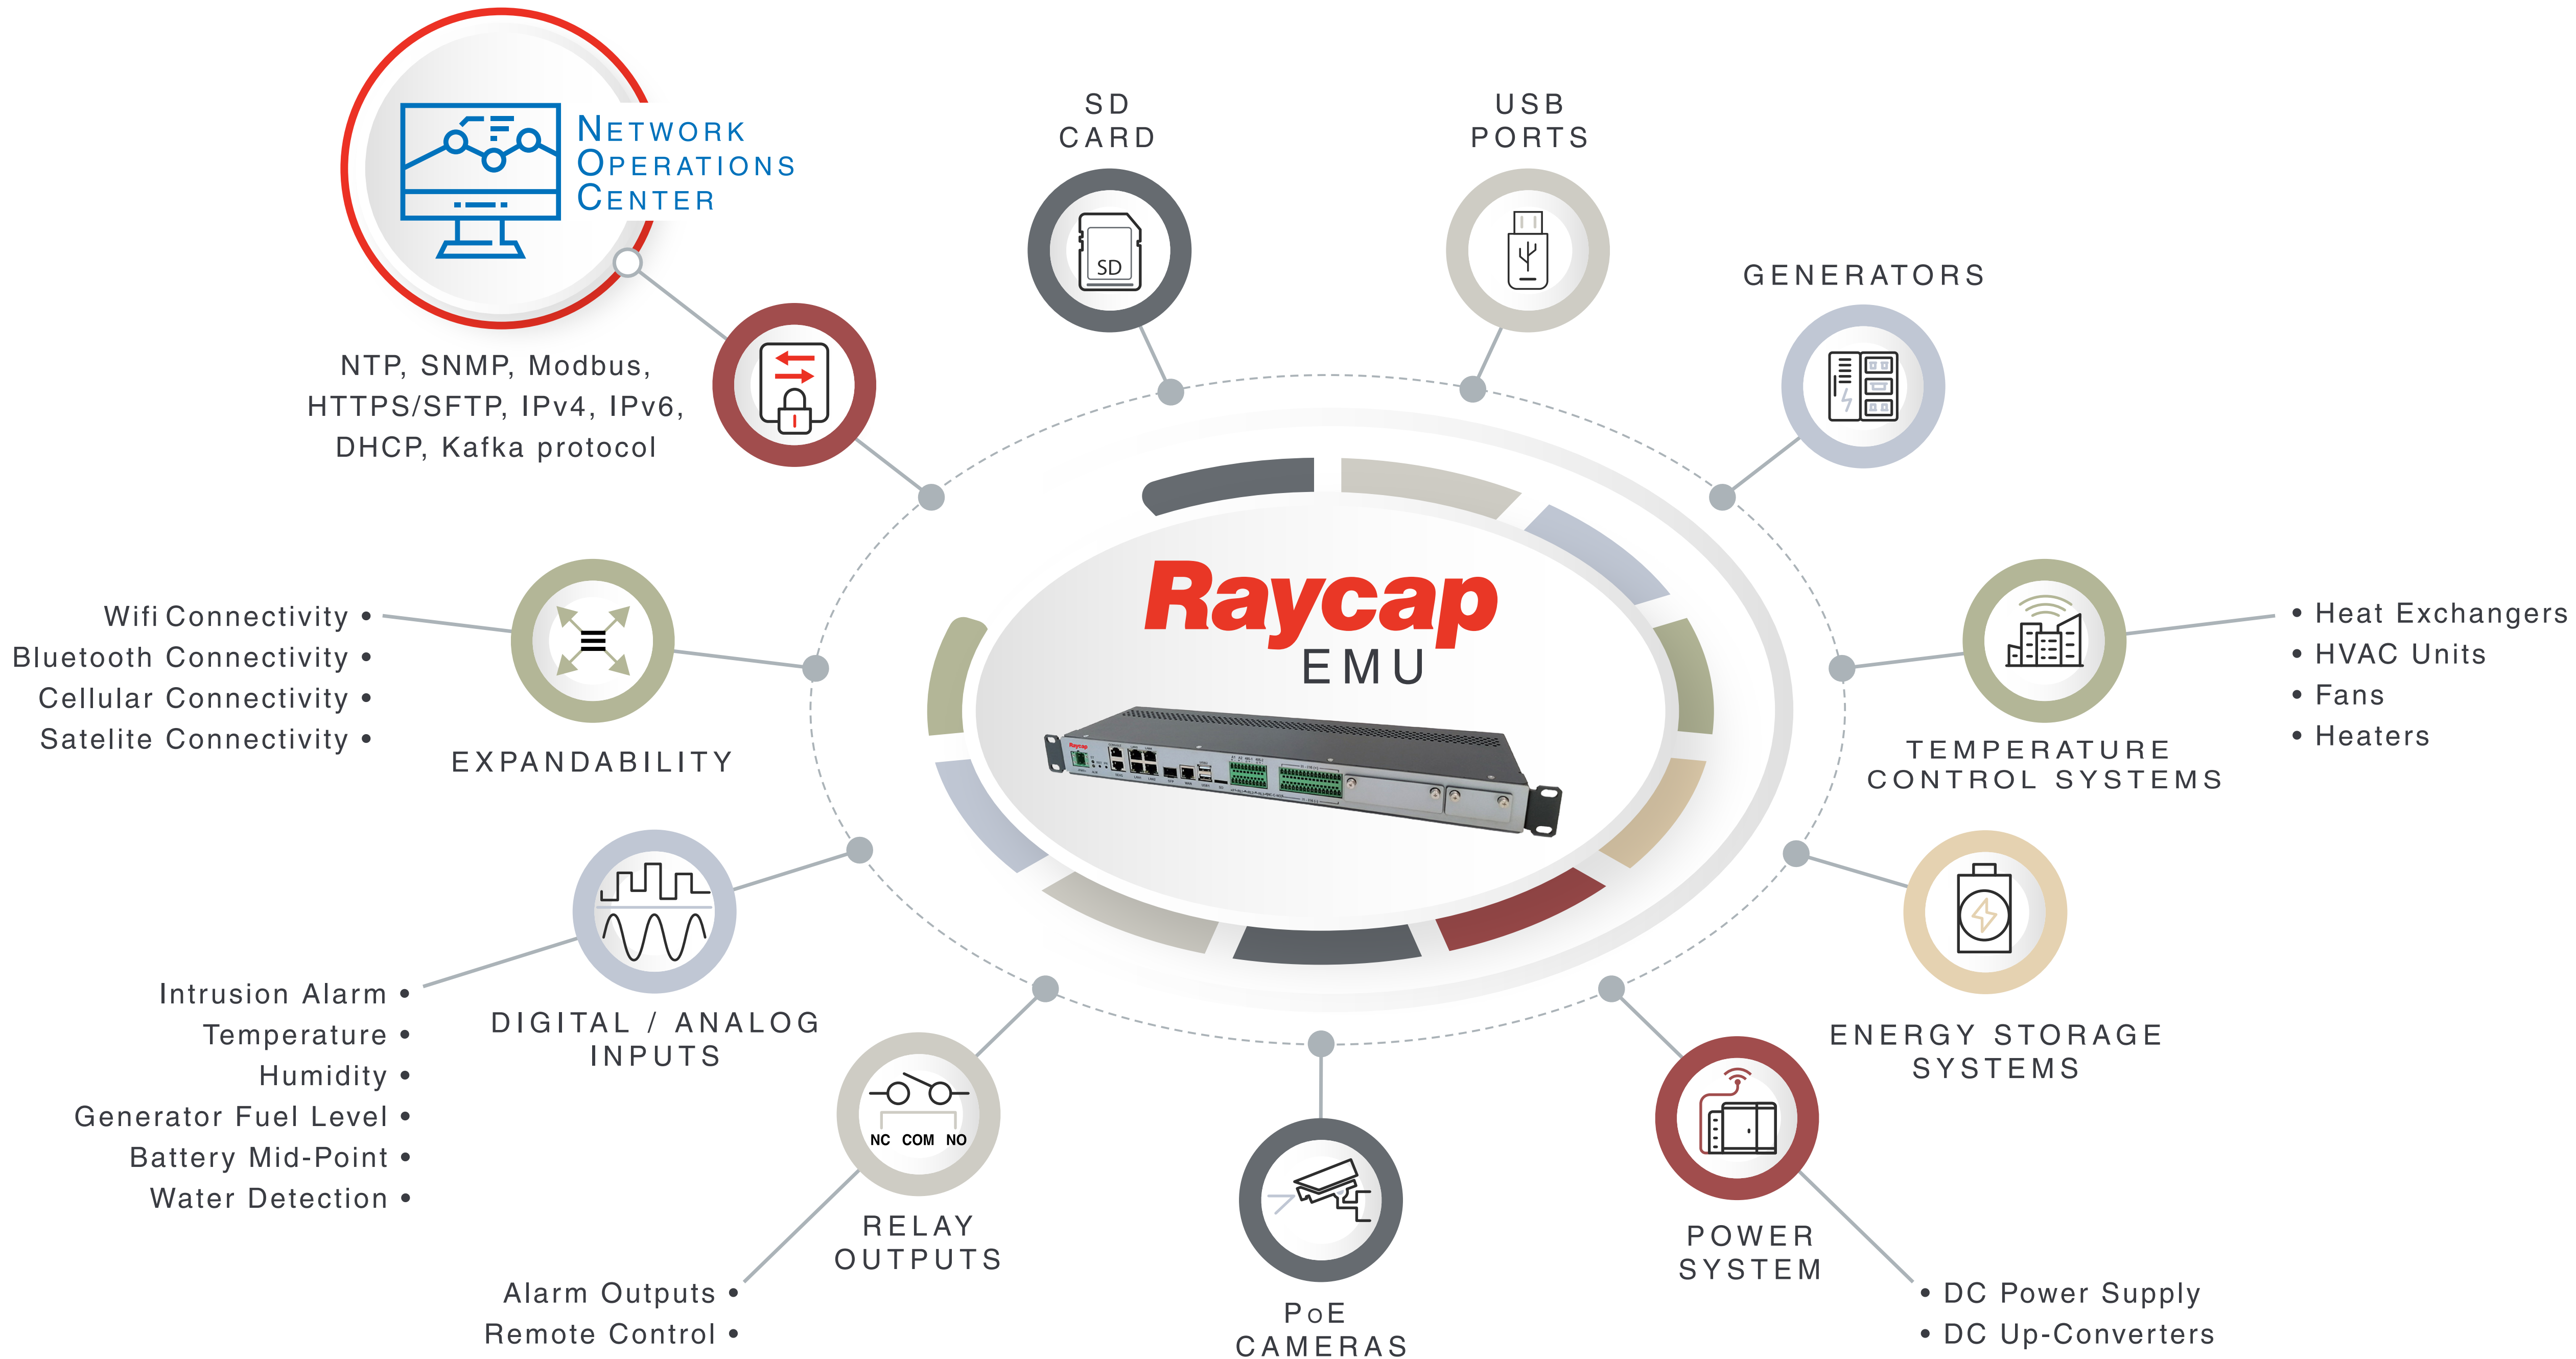 NETWORK
OPERATIONS
CENTER
NTP, SNMP, Modbus,
HTTPS/SFTP, IPv4, IPv6,
DHCP, Kafka protocol
SD
CARD
SD
USB
PORTS
GENERATORS
Wifi Connectivity •
Bluetooth Connectivity •
Cellular Connectivity •
Satelite Connectivity •
EXPANDABILITY
Raycap
EMU
Raycap
• Heat Exchangers
• HVAC Units
• Fans
• Heaters
TEMPERATURE
CONTROL SYSTEMS
Intrusion Alarm •
Temperature •
Humidity •
Generator Fuel Level •
Battery Mid-Point •
Water Detection •
DIGITAL / ANALOG
INPUTS
ENERGY STORAGE
SYSTEMS
NC COM NO
RELAY
OUTPUTS
Alarm Outputs •
Remote Control •
PoE
CAMERAS
POWER
SYSTEM
• DC Power Supply
• DC Up-Converters